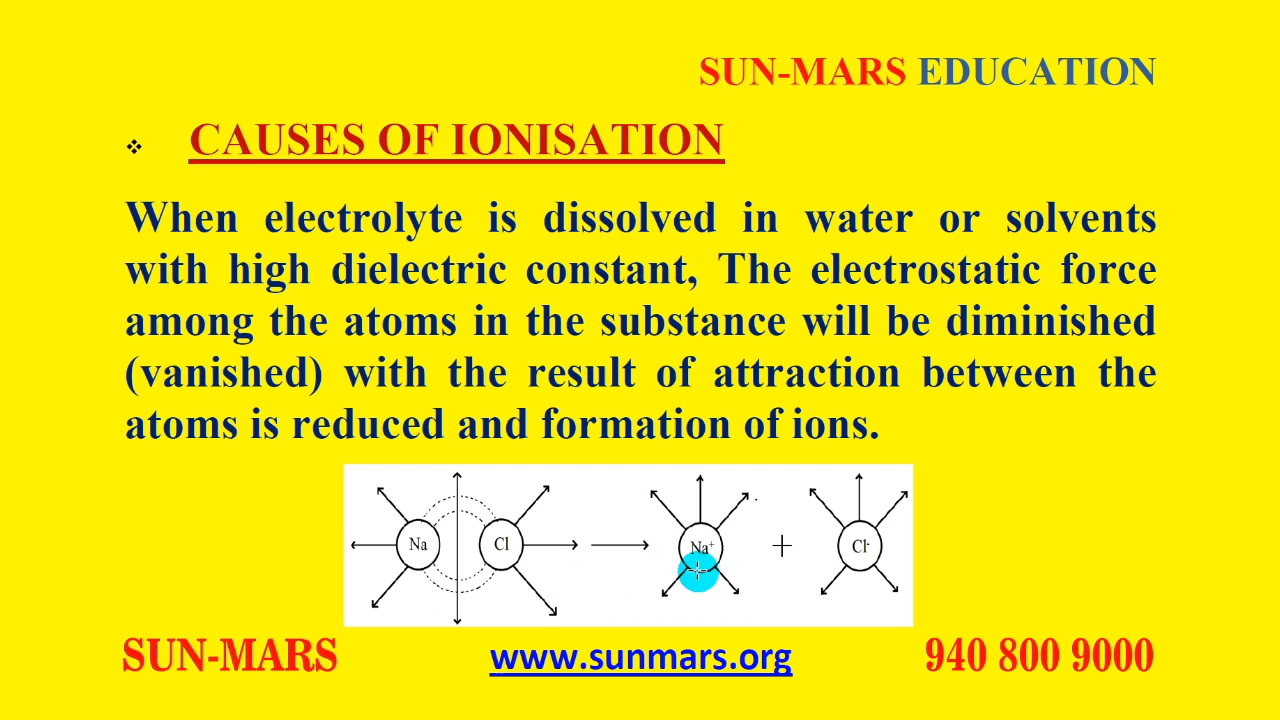 SUN-MARS EDUCATION
❖ CAUSES OF IONISATION
When electrolyte is dissolved in water or solvents
with high dielectric constant, The electrostatic force
among the atoms in the substance will be diminished
(vanished) with the result of attraction between the
atoms is reduced and formation of ions.
Na Cl Na⁺ + Cl⁻
SUN-MARS www.sunmars.org 940 800 9000